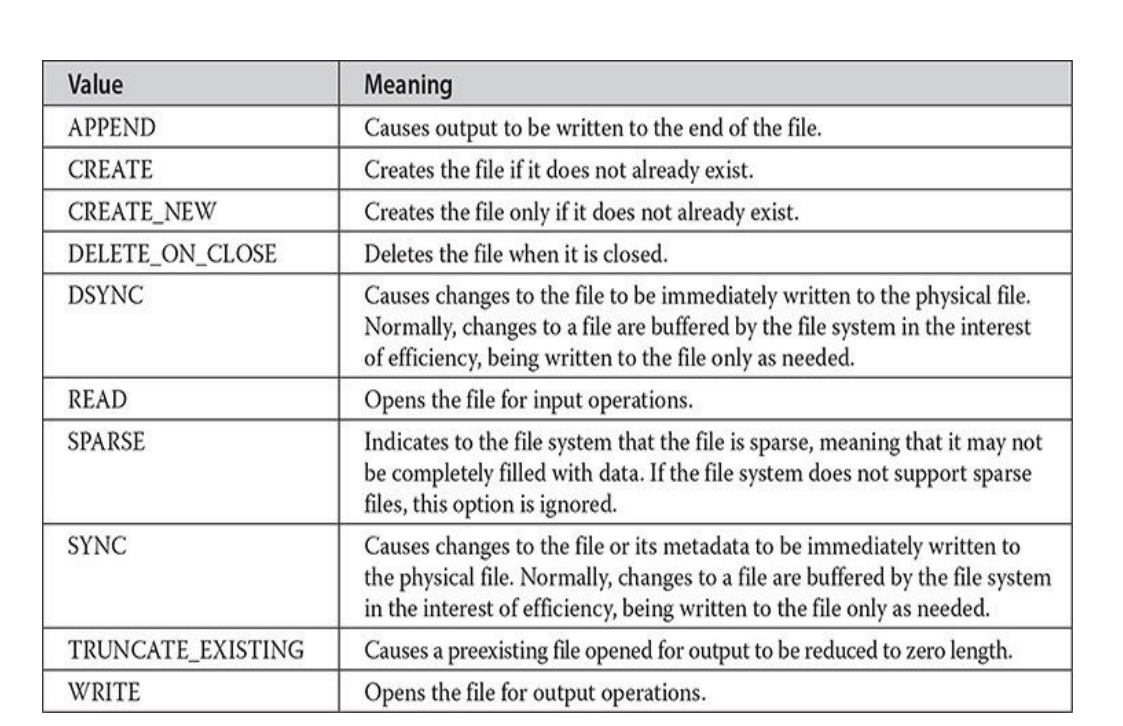 Value Meaning
APPEND Causes output to be written to the end of the file.
CREATE Creates the file if it does not already exist.
CREATE_NEW Creates the file only if it does not already exist.
DELETE_ON_CLOSE Deletes the file when it is closed.
DSYNC Causes changes to the file to be immediately written to the physical file.
Normally, changes to a file are buffered by the file system in the interest
of efficiency, being written to the file only as needed.
READ Opens the file for input operations.
SPARSE Indicates to the file system that the file is sparse, meaning that it may not
be completely filled with data. If the file system does not support sparse
files, this option is ignored.
SYNC Causes changes to the file or its metadata to be immediately written to
the physical file. Normally, changes to a file are buffered by the file system
in the interest of efficiency, being written to the file only as needed.
TRUNCATE_EXISTING Causes a preexisting file opened for output to be reduced to zero length.
WRITE Opens the file for output operations.